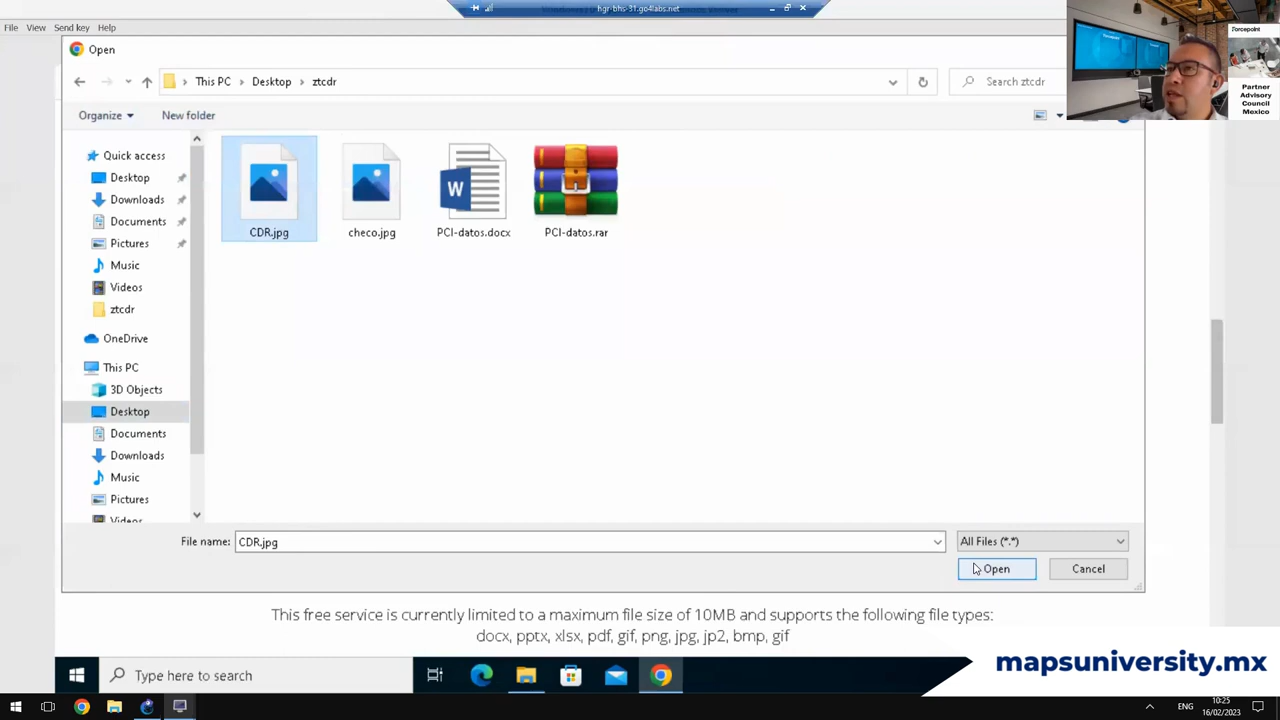 hgr-bhs-31.go4labs.net
File View Send key Help
Open
This PC > Desktop > ztcdr
Search ztcdr
Organize
New folder
Quick access
Desktop
Downloads
Documents
Pictures
Music
Videos
ztcdr
OneDrive
This PC
3D Objects
Desktop
Documents
Downloads
Music
Pictures
Videos
CDR.jpg
checo.jpg
PCI-datos.docx
PCI-datos.rar
File name: CDR.jpg
All Files (*.*)
Open
Cancel
This free service is currently limited to a maximum file size of 10MB and supports the following file types:
docx, pptx, xlsx, pdf, gif, png, jpg, jp2, bmp, gif
Forcepoint
Partner
Advisory
Council
Mexico
mapsuniversity.mx
Type here to search
ENG
10:25
16/02/2023